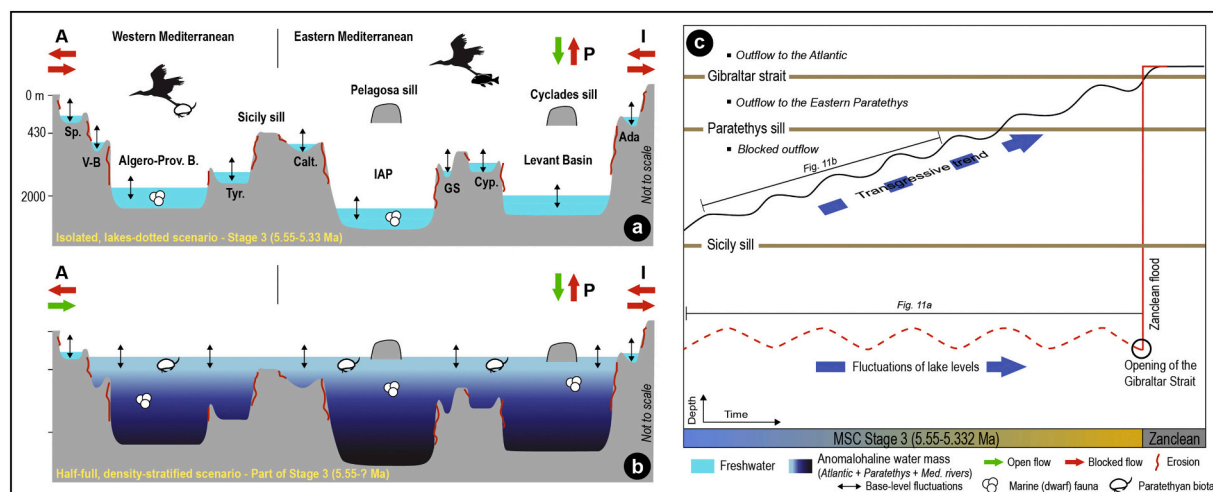 A
Western Mediterranean
Eastern Mediterranean
P
I
0 m
430
2000
Sp.
V-B
Algero-Prov. B.
Tyr.
Sicily sill
Calt.
Pelagosa sill
IAP
GS
Cyp.
Cyclades sill
Levant Basin
Ada
Not to scale
Isolated, lakes-dotted scenario - Stage 3 (5.55-5.33 Ma)
a
A
P
I
Not to scale
Half-full, density-stratified scenario - Part of Stage 3 (5.55-? Ma)
b
c
Outflow to the Atlantic
Gibraltar strait
Outflow to the Eastern Paratethys
Paratethys sill
Blocked outflow
Fig. 11b
Transgressive trend
Sicily sill
Fig. 11a
Zanclean flood
Fluctuations of lake levels
Opening of the
Gibraltar Strait
Depth
Time
MSC Stage 3 (5.55-5.332 Ma)
Zanclean
Freshwater
Anomalohaline water mass
(Atlantic + Paratethys + Med. rivers)
Open flow
Blocked flow
Erosion
Base-level fluctuations
Marine (dwarf) fauna
Paratethyan biota